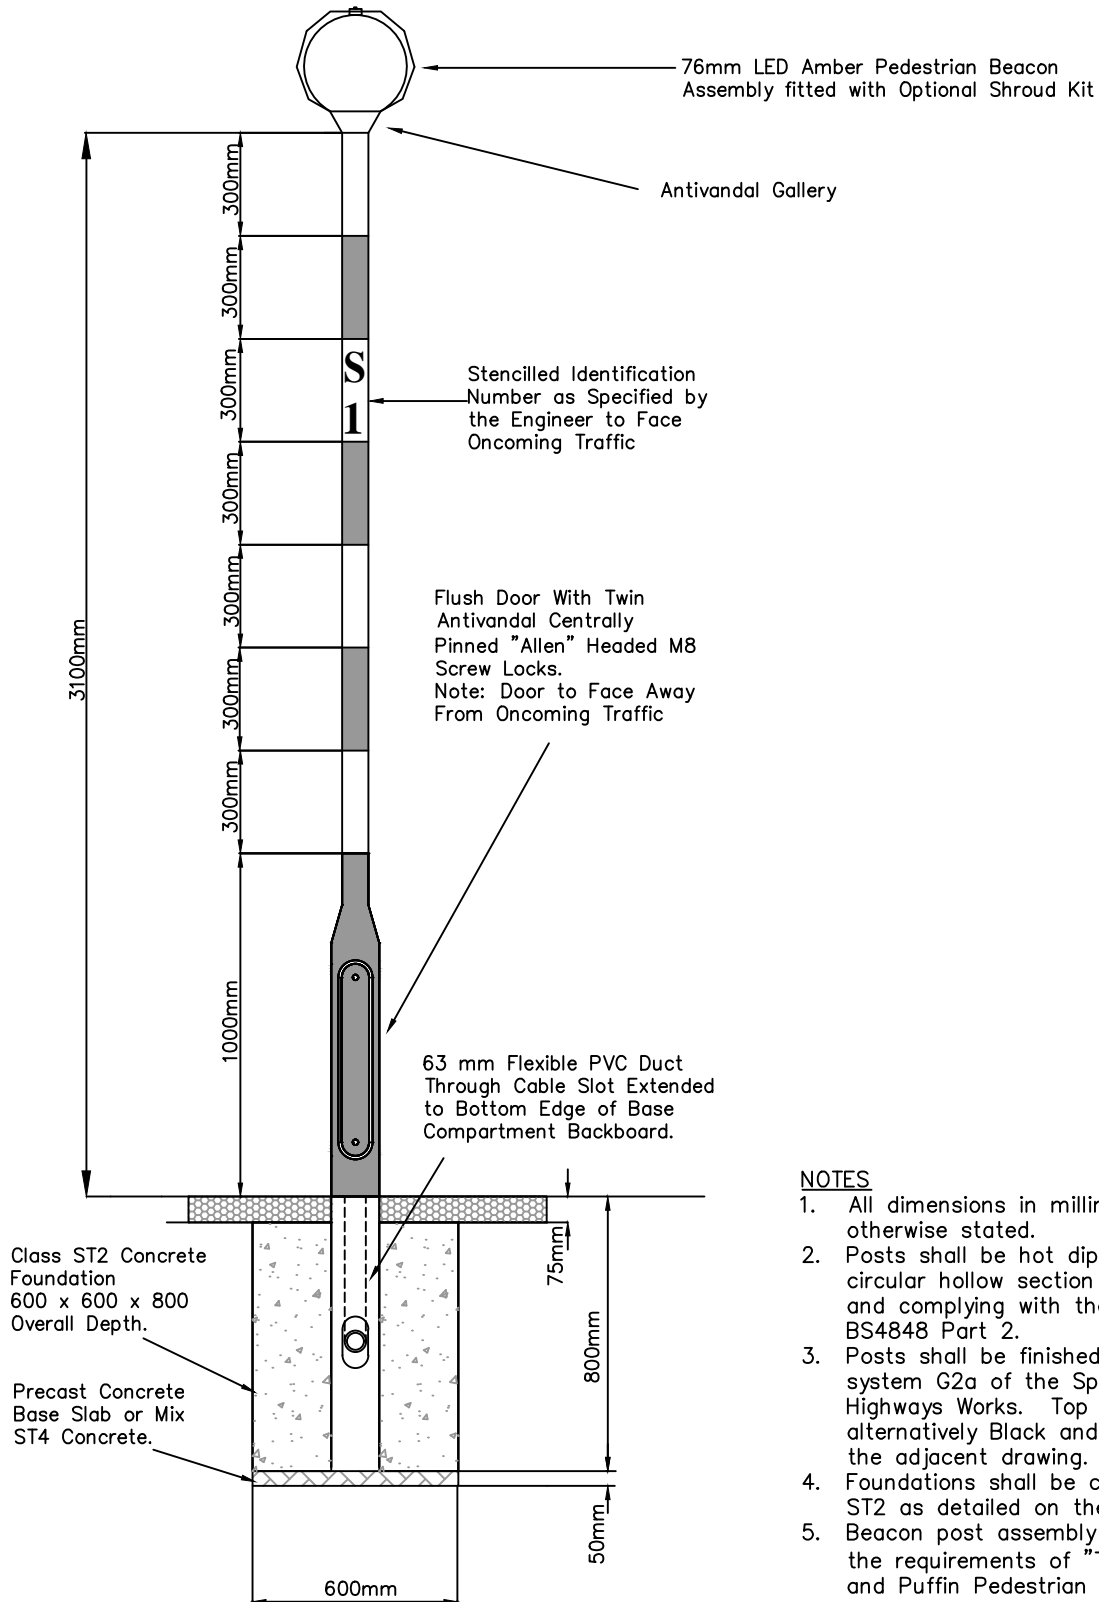 76mm LED Amber Pedestrian Beacon
Assembly fitted with Optional Shroud Kit
Antivandal Gallery
300mm
300mm
300mm
300mm
300mm
300mm
300mm
3100mm
1000mm
S
1
Stencilled Identification
Number as Specified by
the Engineer to Face
Oncoming Traffic
Flush Door With Twin
Antivandal Centrally
Pinned "Allen" Headed M8
Screw Locks.
Note: Door to Face Away
From Oncoming Traffic
63 mm Flexible PVC Duct
Through Cable Slot Extended
to Bottom Edge of Base
Compartment Backboard.
Class ST2 Concrete
Foundation
600 x 600 x 800
Overall Depth.
Precast Concrete
Base Slab or Mix
ST4 Concrete.
75mm
800mm
50mm
600mm
NOTES
1. All dimensions in
otherwise stated.
2. Posts shall be hot dip
circular hollow section
and complying with
BS4848 Part 2.
3. Posts shall be finished
system G2a of the
Highways Works. Top
alternatively Black and
the adjacent drawing.
4. Foundations shall be
ST2 as detailed on
5. Beacon post assembly
the requirements of
and Puffin Pedestrian